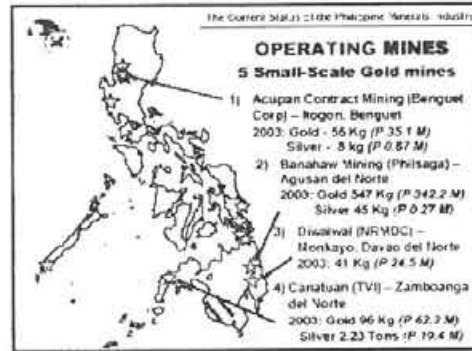 The Current Status of the Philippine Minerals Industry
OPERATING MINES
5 Small-Scale Gold mines
1) Acupan Contract Mining (Benguet
Corp) – Itogon, Benguet
2003: Gold - 56 Kg (P 35.1 M)
Silver - 8 kg (P 0.67 M)
2) Banahaw Mining (Philsaga) –
Agusan del Norte
2003: Gold 547 Kg (P 342.2 M)
Silver 45 Kg (P 0.27 M)
3) Diwalwal (NRMDC) –
Monkayo, Davao del Norte
2003: 41 Kg (P 24.5 M)
4) Canatuan (TVI) – Zamboanga
del Norte
2003: Gold 96 Kg (P 62.3 M)
Silver 2.23 Tons (P 19.4 M)